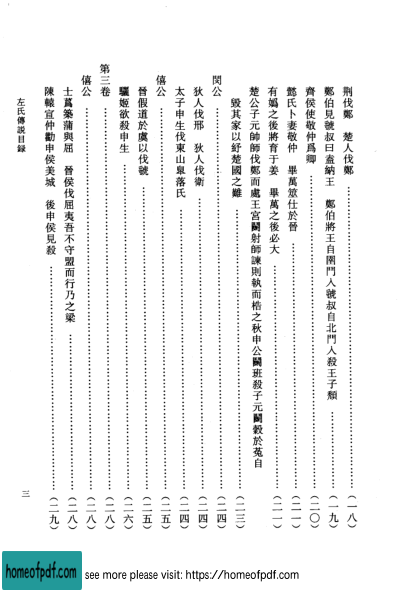 荆伐鄭　楚人伐鄭……（一八）
鄭伯見虢叔曰盍納王　鄭伯將王自圉門入虢叔自北門入殺王子頽……（一九）
齊侯使敬仲爲卿……（二〇）
懿氏卜妻敬仲　畢萬筮仕於晉……（二一）
有嬀之後將育于姜　畢萬之後必大……（二一）
楚公子元帥師伐鄭而處王宮鬭射師諫則執而梏之秋申公鬭班殺子元鬭穀於菟自
毀其家以紓楚國之難……（二三）
閔公……（二四）
狄人伐邢　狄人伐衛……（二四）
太子申生伐東山臯落氏……（二四）
僖公……（二五）
晉假道於虞以伐虢……（二五）
驪姬欲殺申生……（二六）
第三卷……（二八）
僖公……（二八）
士蔿築蒲與屈　晉侯伐屈夷吾不守盟而行乃之梁……（二八）
陳轅宣仲勸申侯美城　後申侯見殺……（二九）
左氏傳説目録
三
homeofpdf.com
see more please visit: https://homeofpdf.com